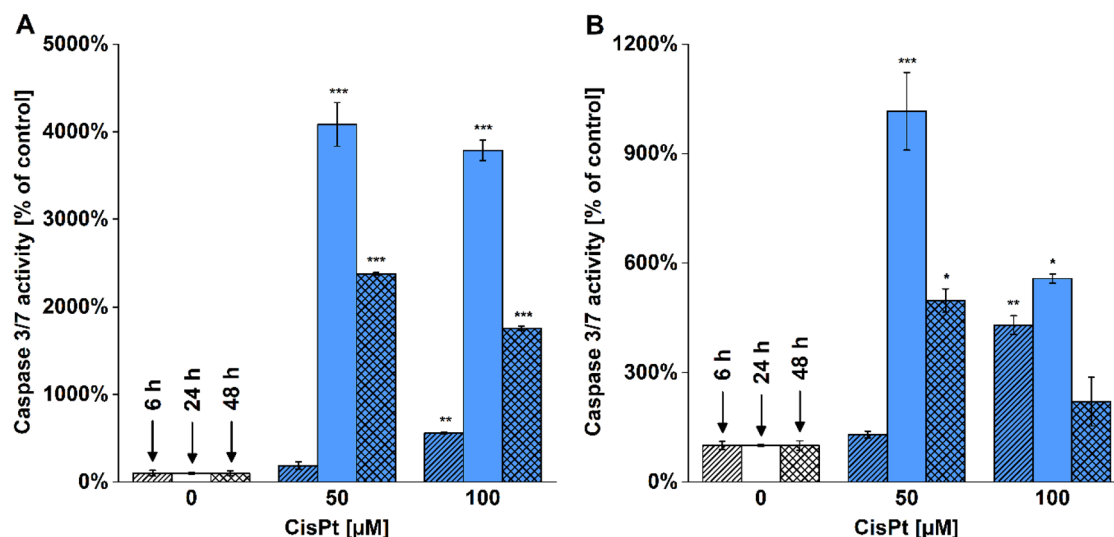 A
Caspase 3/7 activity [% of control]
5000%
4000%
3000%
2000%
1000%
0%
6 h
24 h
48 h
***
***
**
***
***
0
50
100
CisPt [µM]
B
Caspase 3/7 activity [% of control]
1200%
900%
600%
300%
0%
6 h
24 h
48 h
***
*
**
*
0
50
100
CisPt [µM]